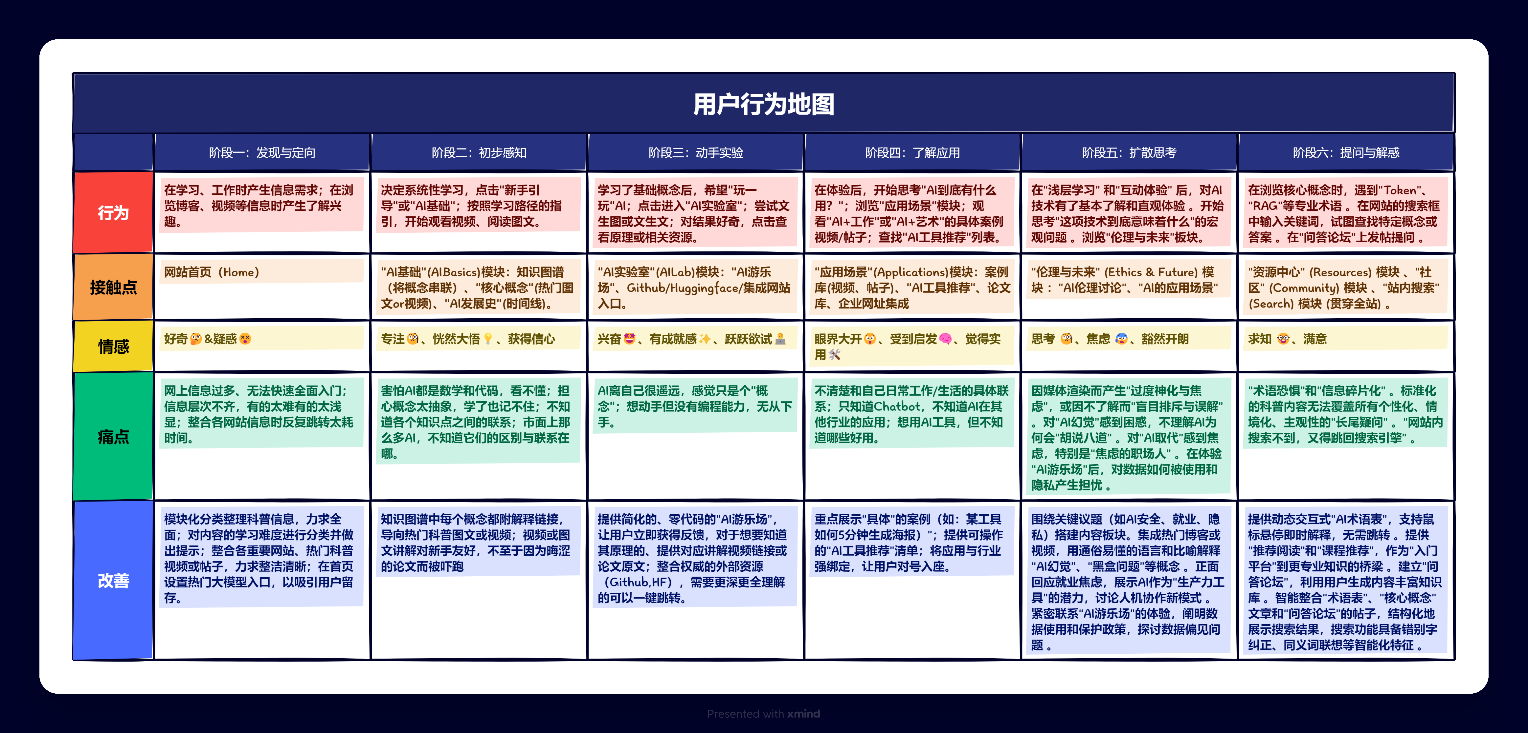 用户行为地图
阶段一：发现与定向
阶段二：初步感知
阶段三：动手实验
阶段四：了解应用
阶段五：扩散思考
阶段六：提问与解惑
行为
在学习、工作时产生信息需求；在浏
览博客、视频等信息时产生了解兴
趣。
决定系统性学习，点击"新手引
导"或"AI基础"；按照学习路径的指
引，开始观看视频、阅读图文。
学习了基础概念后，希望"玩一
玩"AI；点击进入"AI实验室"；尝试文
生图或文生文；对结果好奇，点击查
看原理或相关资源。
在体验后，开始思考"AI到底有什么
用？"；浏览"应用场景"模块；观
看"AI+工作"或"AI+艺术"的具体案例
视频/帖子；查找"AI工具推荐"列表。
在"浅层学习" 和"互动体验" 后，对AI
技术有了基本了解和直观体验 。开始
思考"这项技术到底意味着什么"的宏
观问题 。浏览"伦理与未来"板块。
在浏览核心概念时，遇到"Token"、
"RAG"等专业术语 。在网站的搜索框
中输入关键词，试图查找特定概念或
答案 。在"问答论坛"上发帖提问 。
接触点
网站首页（Home）
"AI基础"(AIBasics)模块：知识图谱
（将概念串联）、"核心概念"(热门图
文or视频)、"AI发展史"(时间线)。
"AI实验室"(AILab)模块："AI游乐
场"、Github/Huggingface/集成网站
入口。
"应用场景"(Applications)模块：案例
库(视频、帖子)、"AI工具推荐"、论文
库、企业网址集成
"伦理与未来" (Ethics & Future) 模
块 ："AI伦理讨论"、"AI的应用场景"
"资源中心" (Resources) 模块 、"社
区" (Community) 模块 、"站内搜索"
(Search) 模块 (贯穿全站) 。
情感
好奇🤔&疑惑😵
专注🧐、恍然大悟💡、获得信心
兴奋🤩、有成就感✨、跃跃欲试
眼界大开😳、受到启发🧠、觉得实
用🛠️
思考 🧐、焦虑 😰、豁然开朗
求知 🤓、满意
痛点
网上信息过多，无法快速全面入门；
信息层次不齐，有的太难有的太浅
显；整合各网站信息时反复跳转太耗
时间。
害怕AI都是数学和代码，看不懂；担
心概念太抽象，学了也记不住；不知
道各个知识点之间的联系；市面上那
么多AI，不知道它们的区别与联系在
哪。
AI离自己很遥远，感觉只是个"概
念"；想动手但没有编程能力，无从下
手。
不清楚和自己日常工作/生活的具体联
系；只知道Chatbot，不知道AI在其
他行业的应用；想用AI工具，但不知
道哪些好用。
因媒体渲染而产生"过度神化与焦
虑"，或因不了解而"盲目排斥与误解"
。对"AI幻觉"感到困惑，不理解AI为
何会"胡说八道" 。对"AI取代"感到焦
虑，特别是"焦虑的职场人" 。在体验
"AI游乐场"后，对数据如何被使用和
隐私产生担忧 。
"术语恐惧"和"信息碎片化"。标准化
的科普内容无法覆盖所有个性化、情
境化、主观性的"长尾疑问" 。"网站内
搜索不到，又得跳回搜索引擎" 。
改善
模块化分类整理科普信息，力求全
面；对内容的学习难度进行分类并做
出提示；整合各重要网站、热门科普
视频或帖子，力求整洁清晰；在首页
设置热门大模型入口，以吸引用户留
存。
知识图谱中每个概念都附解释链接，
导向热门科普图文或视频；视频或图
文讲解对新手友好，不至于因为晦涩
的论文而被吓跑
提供简化的、零代码的"AI游乐场"，
让用户立即获得反馈，对于想要知道
其原理的、提供对应讲解视频链接或
论文原文；整合权威的外部资源
（Github,HF），需要更深更全理解
的可以一键跳转。
重点展示"具体"的案例（如：某工具
如何5分钟生成海报）"；提供可操作
的"AI工具推荐"清单；将应用与行业
强绑定，让用户对号入座。
围绕关键议题（如AI安全、就业、隐
私）搭建内容板块。集成热门博客或
或视频，用通俗易懂的语言和比喻解释
"AI幻觉"、"黑盒问题"等概念 。正面
回应就业焦虑，展示AI作为"生产力工
具"的潜力，讨论人机协作新模式 。
紧密联系"AI游乐场"的体验，阐明数
据使用和保护政策，探讨数据偏见问
题 。
提供动态交互式"AI术语表"，支持鼠
标悬停即时解释，无需跳转 。提供
"推荐阅读"和"课程推荐"，作为"入门
平台"到更专业知识的桥梁 。建立"问
答论坛"，利用用户生成内容丰富知识
库 。智能整合"术语表"、"核心概念"
文章和"问答论坛"的帖子，结构化地
展示搜索结果，搜索功能具备错别字
纠正、同义词联想等智能化特征 。
Presented with xmind